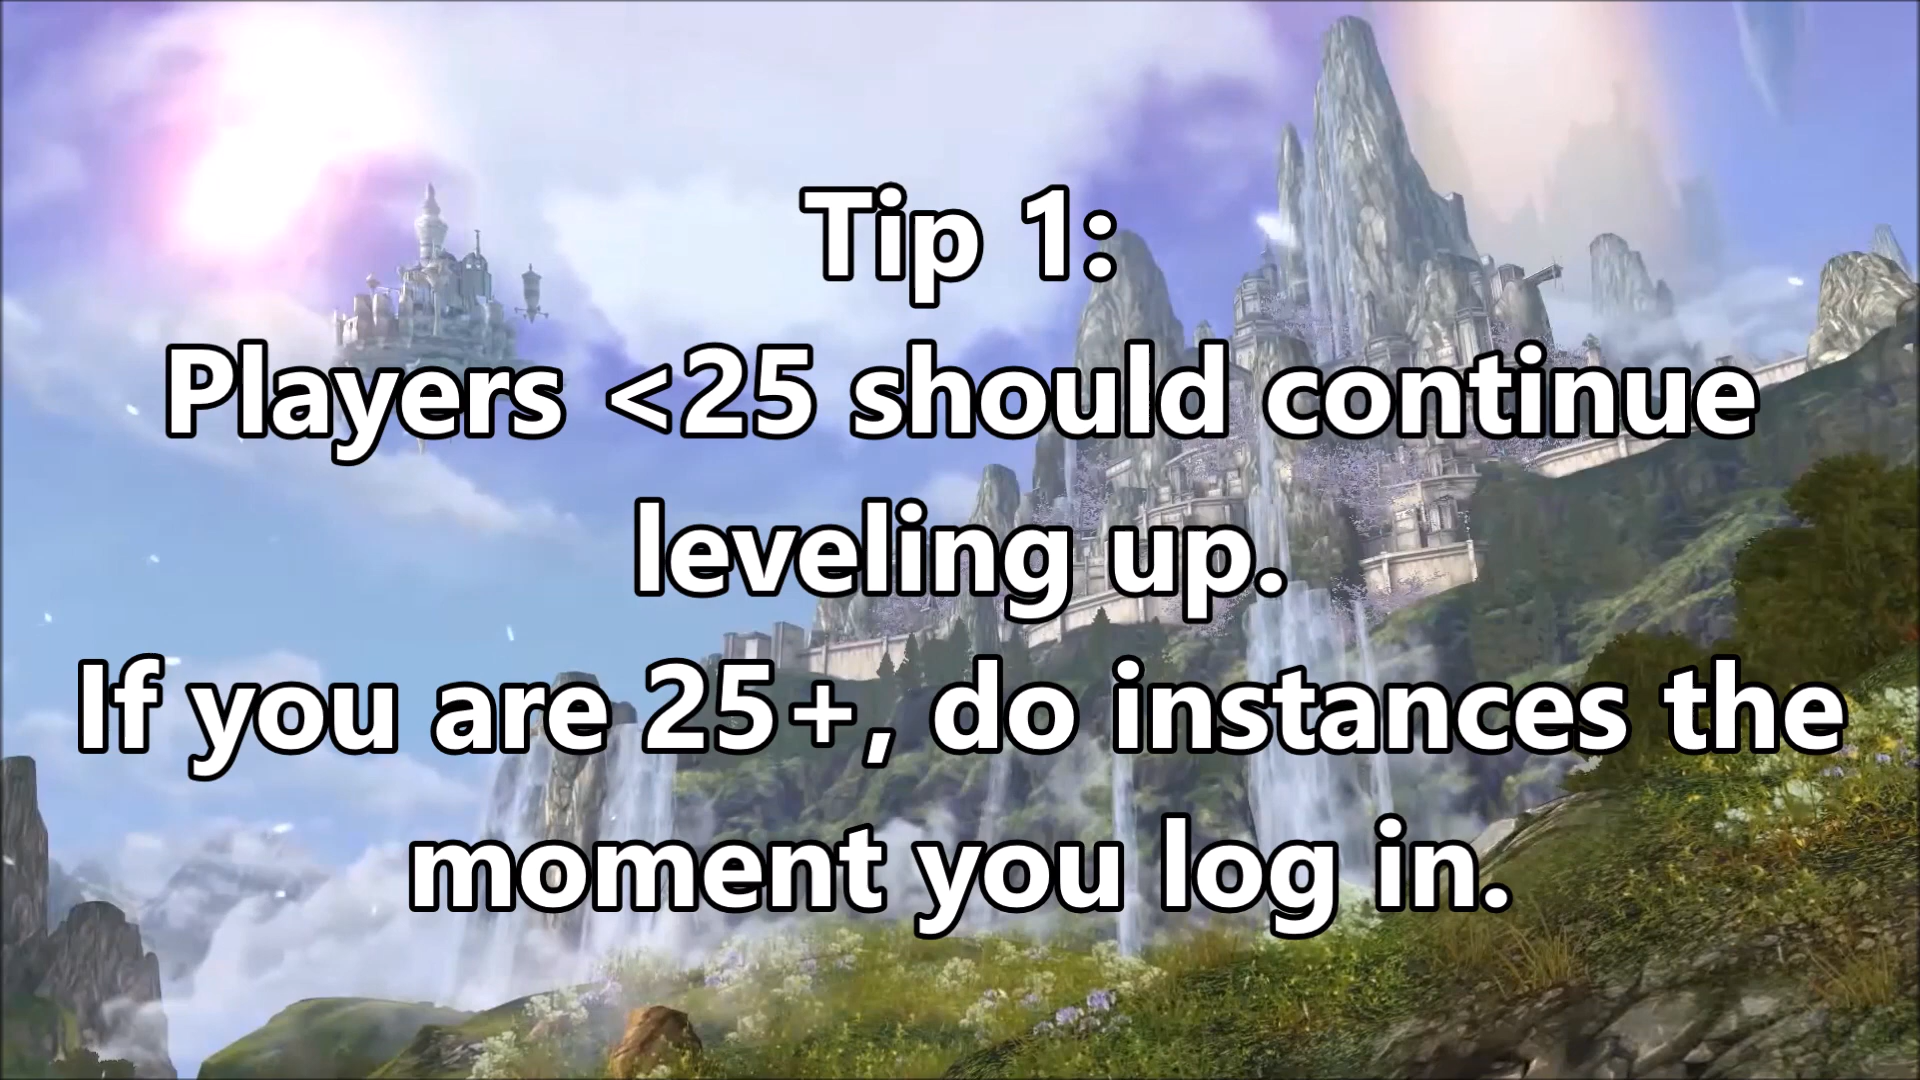 Tip 1:
Players <25 should continue
leveling up.
If you are 25+, do instances the
moment you log in.